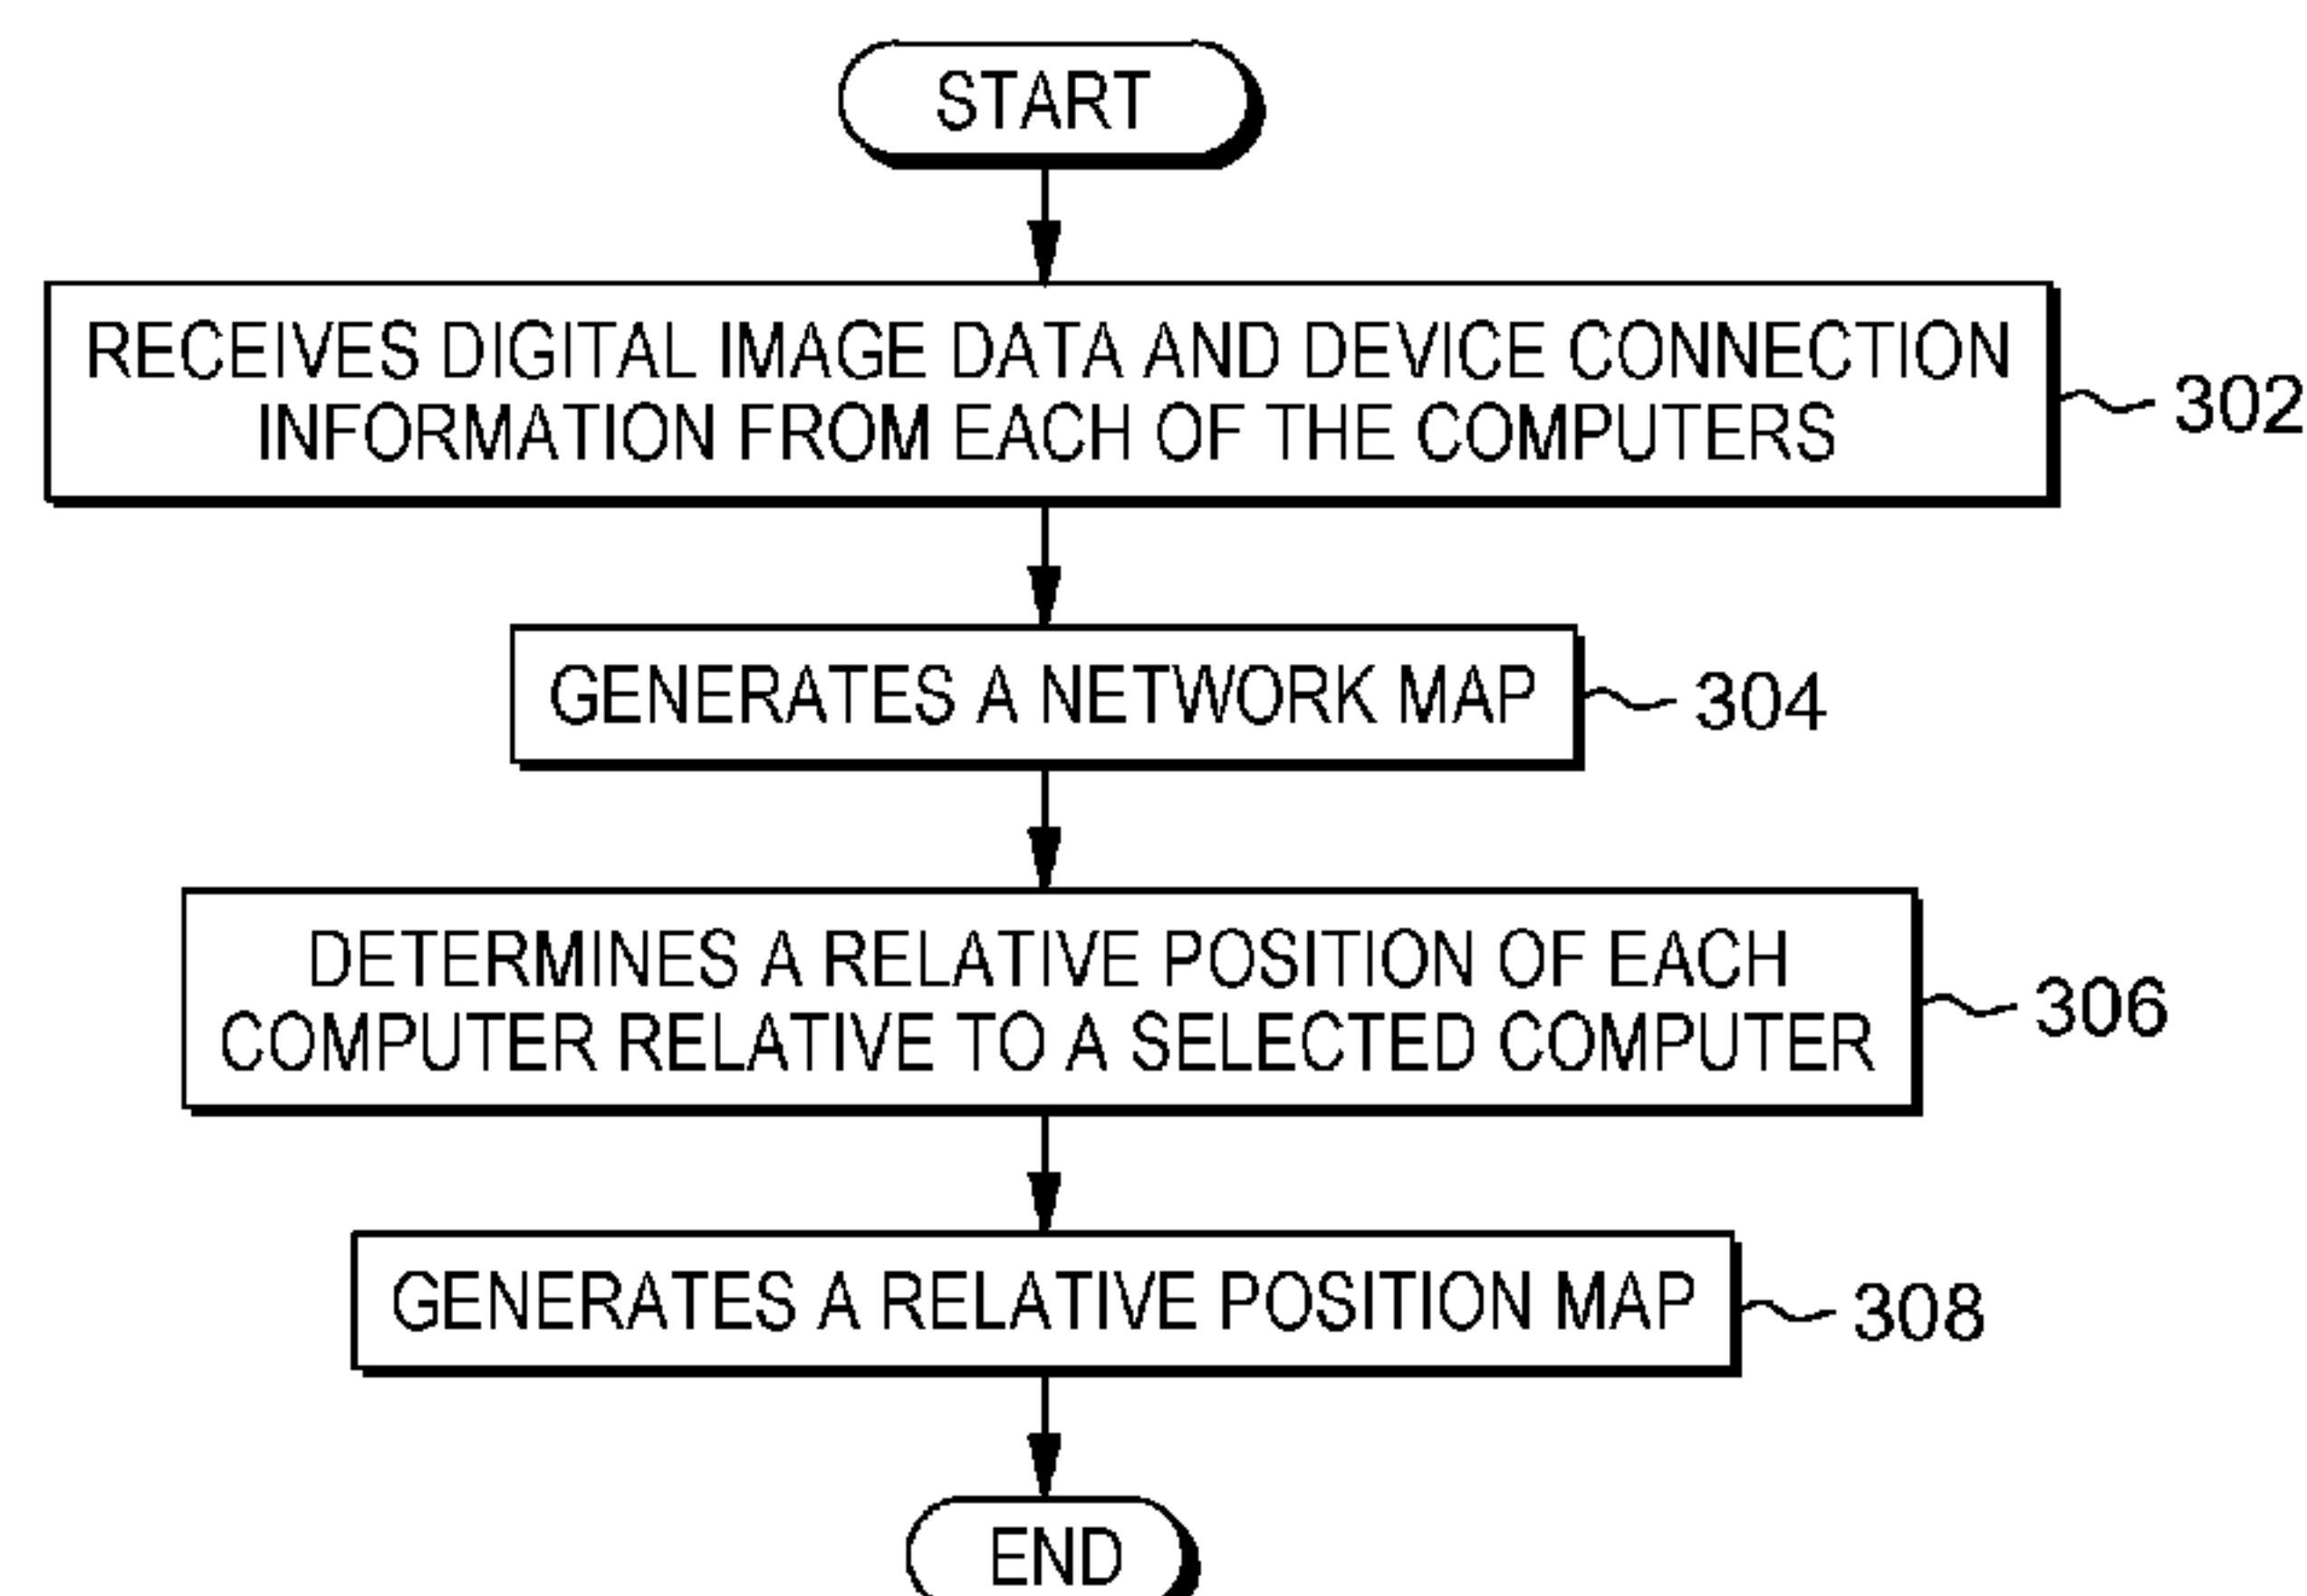 START
RECEIVES DIGITAL IMAGE DATA AND DEVICE CONNECTION
INFORMATION FROM EACH OF THE COMPUTERS
302
GENERATES A NETWORK MAP
304
DETERMINES A RELATIVE POSITION OF EACH
COMPUTER RELATIVE TO A SELECTED COMPUTER
306
GENERATES A RELATIVE POSITION MAP
308
END